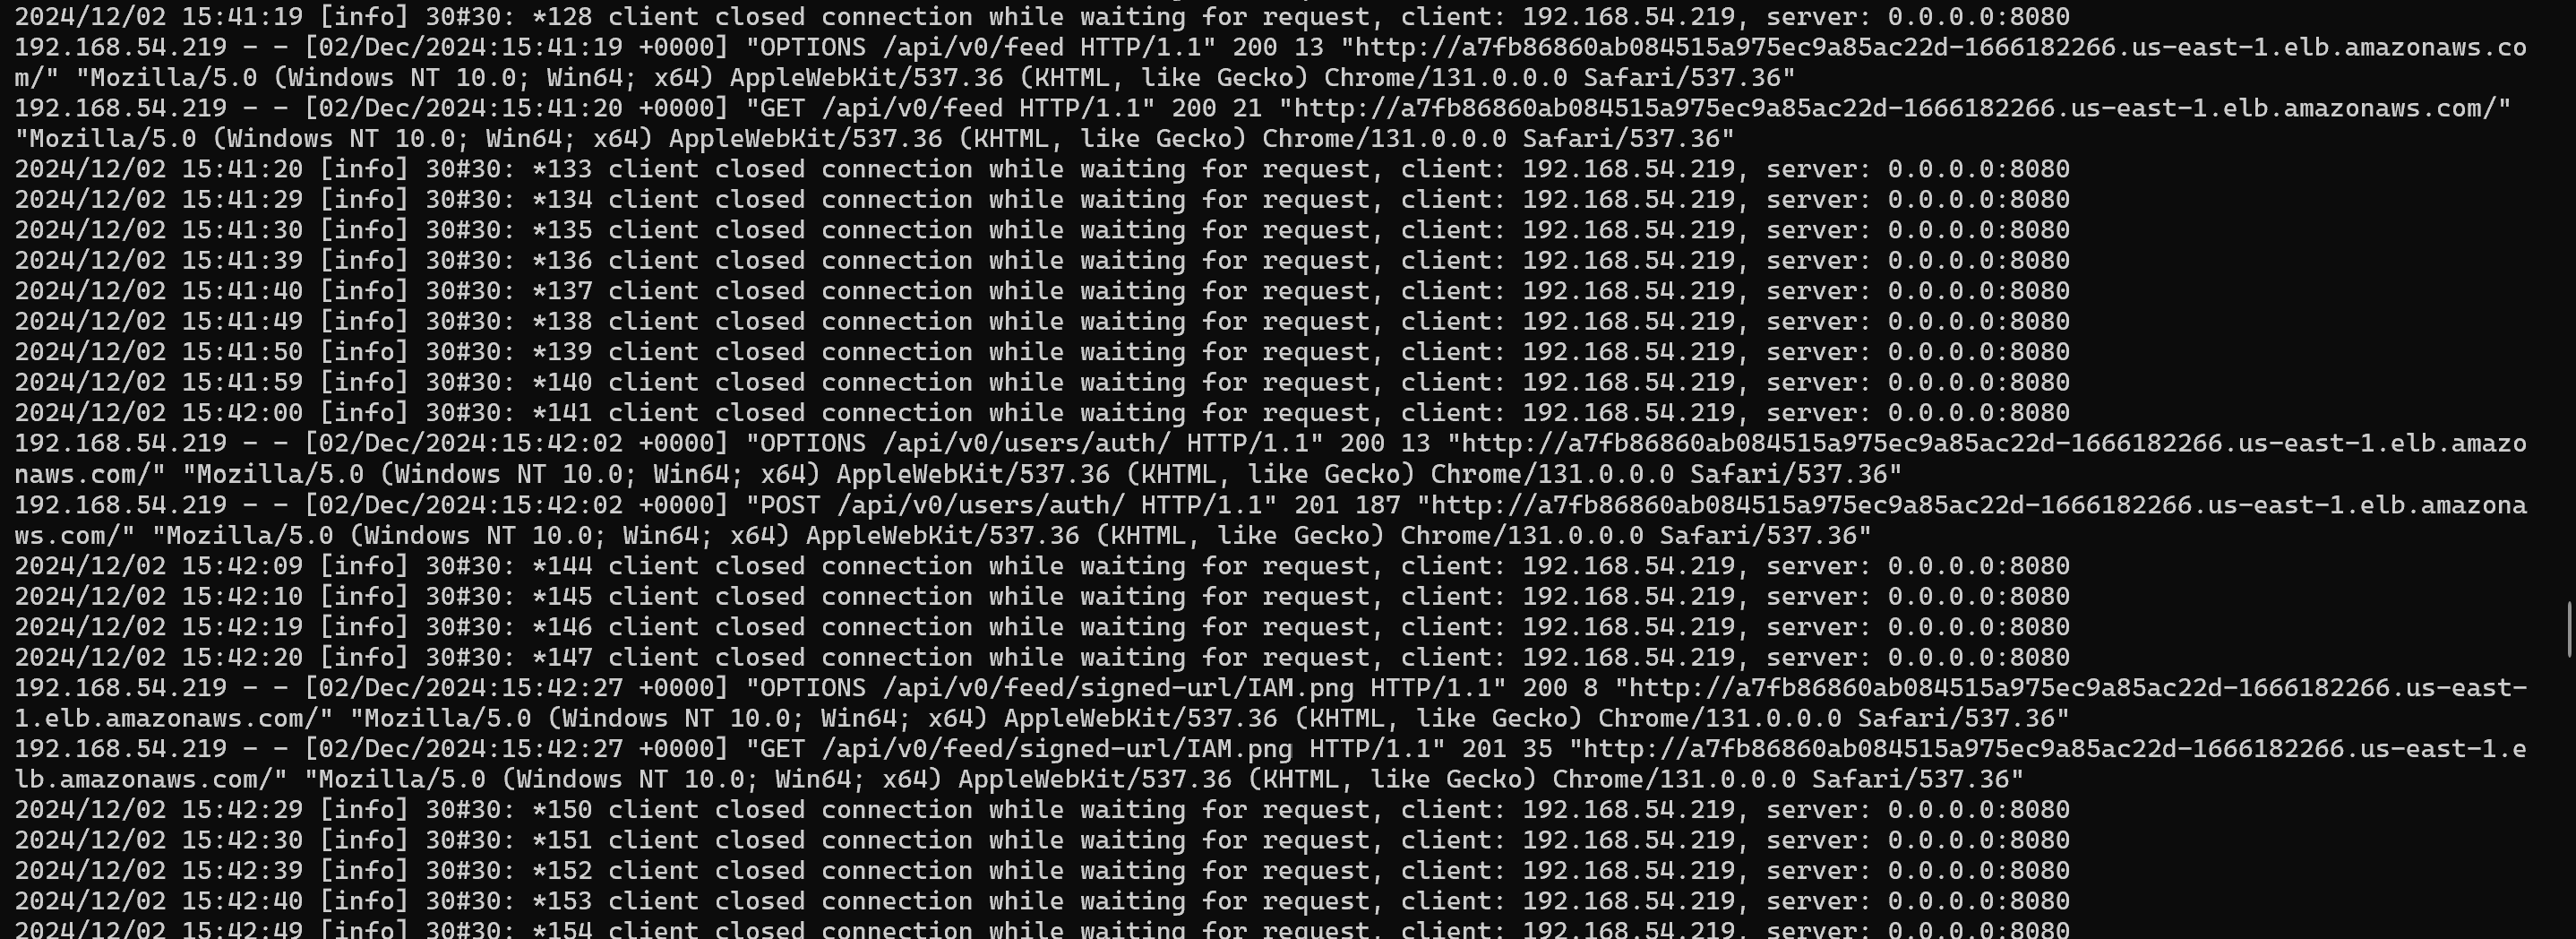 2024/12/02 15:41:19 [info] 30#30: *128 client closed connection while waiting for request, client: 192.168.54.219, server: 0.0.0.0:8080
192.168.54.219 - - [02/Dec/2024:15:41:19 +0000] "OPTIONS /api/v0/feed HTTP/1.1" 200 13 "http://a7fb86860ab084515a975ec9a85ac22d-1666182266.us-east-1.elb.amazonaws.co
m/" "Mozilla/5.0 (Windows NT 10.0; Win64; x64) AppleWebKit/537.36 (KHTML, like Gecko) Chrome/131.0.0.0 Safari/537.36"
192.168.54.219 - - [02/Dec/2024:15:41:20 +0000] "GET /api/v0/feed HTTP/1.1" 200 21 "http://a7fb86860ab084515a975ec9a85ac22d-1666182266.us-east-1.elb.amazonaws.com/"
"Mozilla/5.0 (Windows NT 10.0; Win64; x64) AppleWebKit/537.36 (KHTML, like Gecko) Chrome/131.0.0.0 Safari/537.36"
2024/12/02 15:41:20 [info] 30#30: *133 client closed connection while waiting for request, client: 192.168.54.219, server: 0.0.0.0:8080
2024/12/02 15:41:29 [info] 30#30: *134 client closed connection while waiting for request, client: 192.168.54.219, server: 0.0.0.0:8080
2024/12/02 15:41:30 [info] 30#30: *135 client closed connection while waiting for request, client: 192.168.54.219, server: 0.0.0.0:8080
2024/12/02 15:41:39 [info] 30#30: *136 client closed connection while waiting for request, client: 192.168.54.219, server: 0.0.0.0:8080
2024/12/02 15:41:40 [info] 30#30: *137 client closed connection while waiting for request, client: 192.168.54.219, server: 0.0.0.0:8080
2024/12/02 15:41:49 [info] 30#30: *138 client closed connection while waiting for request, client: 192.168.54.219, server: 0.0.0.0:8080
2024/12/02 15:41:50 [info] 30#30: *139 client closed connection while waiting for request, client: 192.168.54.219, server: 0.0.0.0:8080
2024/12/02 15:41:59 [info] 30#30: *140 client closed connection while waiting for request, client: 192.168.54.219, server: 0.0.0.0:8080
2024/12/02 15:42:00 [info] 30#30: *141 client closed connection while waiting for request, client: 192.168.54.219, server: 0.0.0.0:8080
192.168.54.219 - - [02/Dec/2024:15:42:02 +0000] "OPTIONS /api/v0/users/auth/ HTTP/1.1" 200 13 "http://a7fb86860ab084515a975ec9a85ac22d-1666182266.us-east-1.elb.amazo
naws.com/" "Mozilla/5.0 (Windows NT 10.0; Win64; x64) AppleWebKit/537.36 (KHTML, like Gecko) Chrome/131.0.0.0 Safari/537.36"
192.168.54.219 - - [02/Dec/2024:15:42:02 +0000] "POST /api/v0/users/auth/ HTTP/1.1" 201 187 "http://a7fb86860ab084515a975ec9a85ac22d-1666182266.us-east-1.elb.amazona
ws.com/" "Mozilla/5.0 (Windows NT 10.0; Win64; x64) AppleWebKit/537.36 (KHTML, like Gecko) Chrome/131.0.0.0 Safari/537.36"
2024/12/02 15:42:09 [info] 30#30: *144 client closed connection while waiting for request, client: 192.168.54.219, server: 0.0.0.0:8080
2024/12/02 15:42:10 [info] 30#30: *145 client closed connection while waiting for request, client: 192.168.54.219, server: 0.0.0.0:8080
2024/12/02 15:42:19 [info] 30#30: *146 client closed connection while waiting for request, client: 192.168.54.219, server: 0.0.0.0:8080
2024/12/02 15:42:20 [info] 30#30: *147 client closed connection while waiting for request, client: 192.168.54.219, server: 0.0.0.0:8080
192.168.54.219 - - [02/Dec/2024:15:42:27 +0000] "OPTIONS /api/v0/feed/signed-url/IAM.png HTTP/1.1" 200 8 "http://a7fb86860ab084515a975ec9a85ac22d-1666182266.us-east-
1.elb.amazonaws.com/" "Mozilla/5.0 (Windows NT 10.0; Win64; x64) AppleWebKit/537.36 (KHTML, like Gecko) Chrome/131.0.0.0 Safari/537.36"
192.168.54.219 - - [02/Dec/2024:15:42:27 +0000] "GET /api/v0/feed/signed-url/IAM.png HTTP/1.1" 201 35 "http://a7fb86860ab084515a975ec9a85ac22d-1666182266.us-east-1.e
lb.amazonaws.com/" "Mozilla/5.0 (Windows NT 10.0; Win64; x64) AppleWebKit/537.36 (KHTML, like Gecko) Chrome/131.0.0.0 Safari/537.36"
2024/12/02 15:42:29 [info] 30#30: *150 client closed connection while waiting for request, client: 192.168.54.219, server: 0.0.0.0:8080
2024/12/02 15:42:30 [info] 30#30: *151 client closed connection while waiting for request, client: 192.168.54.219, server: 0.0.0.0:8080
2024/12/02 15:42:39 [info] 30#30: *152 client closed connection while waiting for request, client: 192.168.54.219, server: 0.0.0.0:8080
2024/12/02 15:42:40 [info] 30#30: *153 client closed connection while waiting for request, client: 192.168.54.219, server: 0.0.0.0:8080
2024/12/02 15:42:49 [info] 30#30: *154 client closed connection while waiting for request, client: 192.168.54.219, server: 0.0.0.0:8080